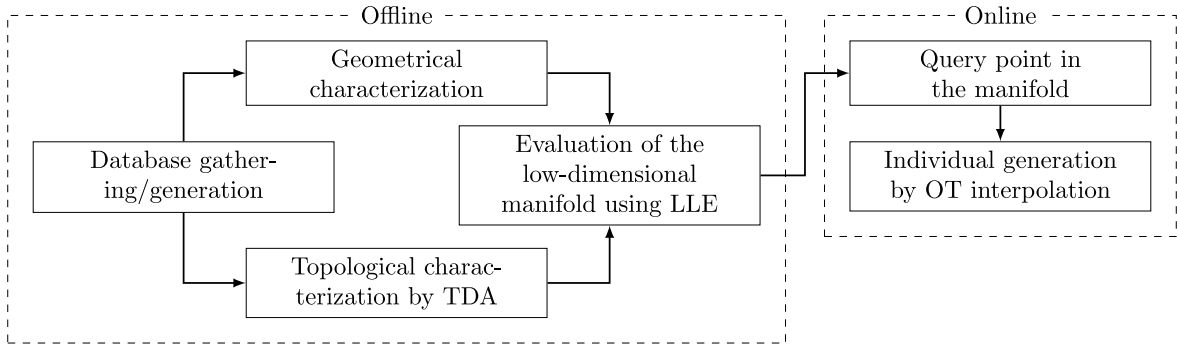 Offline
Online
Geometrical
characterization
Query point in
the manifold
Database gather-
ing/generation
Evaluation of the
low-dimensional
manifold using LLE
Individual generation
by OT interpolation
Topological charac-
terization by TDA